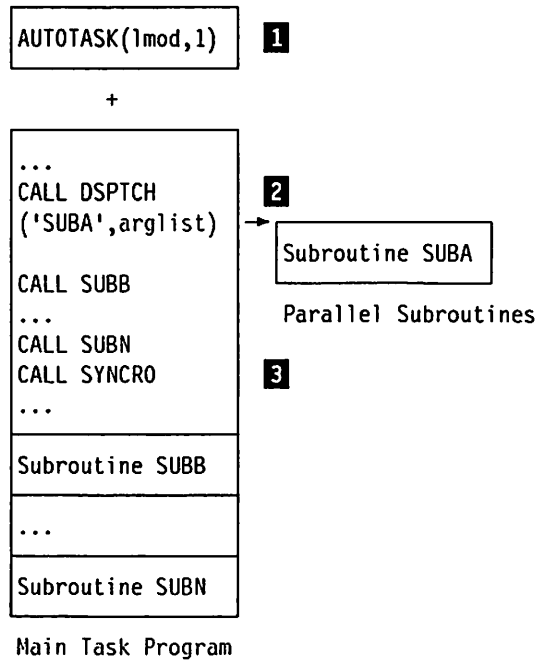 AUTOTASK(lmod,1) 1
+
...
CALL DSPTCH 2
('SUBA',arglist)
Subroutine SUBA
CALL SUBB
Parallel Subroutines
...
CALL SUBN
CALL SYNCRO 3
...
Subroutine SUBB
...
Subroutine SUBN
Main Task Program